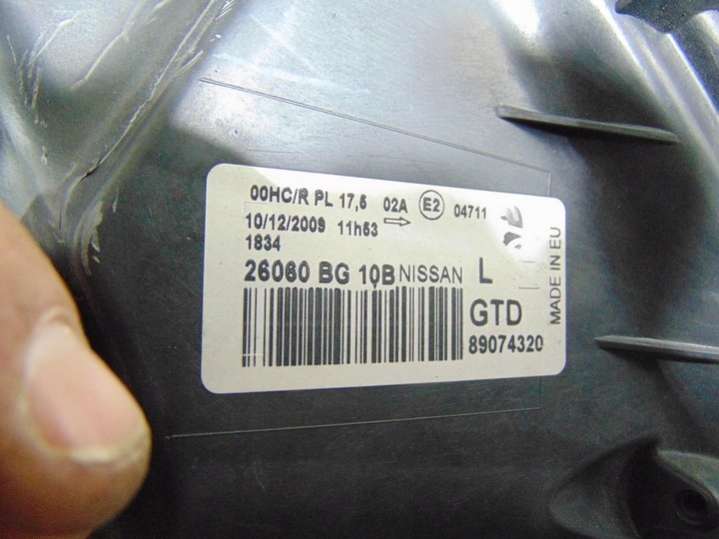 00HC/R PL 17,5 02A E2 04711
10/12/2009 11h53
1834
26060 BG 10B NISSAN L
GTD
89074320
MADE IN EU